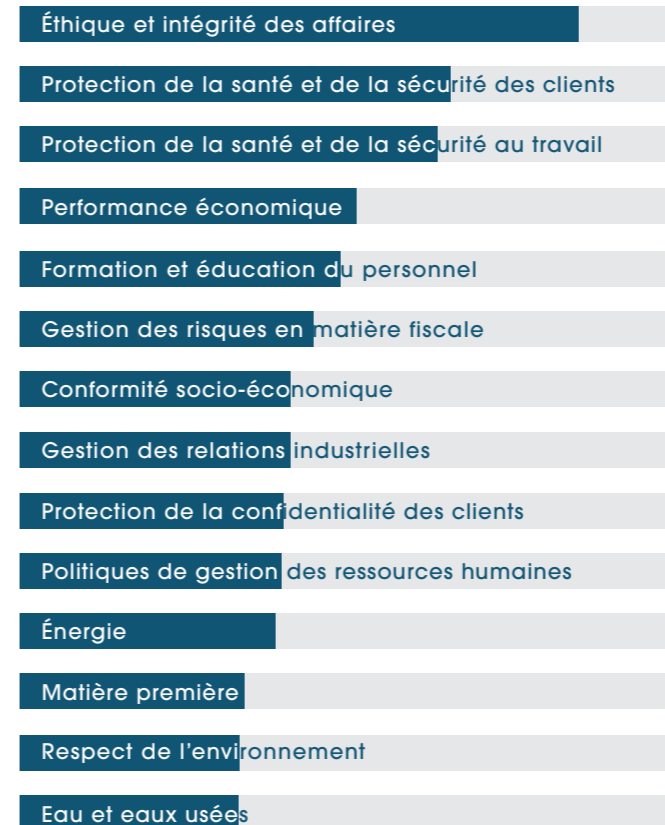 Éthique et intégrité des affaires
Protection de la santé et de la sécurité des clients
Protection de la santé et de la sécurité au travail
Performance économique
Formation et éducation du personnel
Gestion des risques en matière fiscale
Conformité socio-économique
Gestion des relations industrielles
Protection de la confidentialité des clients
Politiques de gestion des ressources humaines
Énergie
Matière première
Respect de l'environnement
Eau et eaux usées